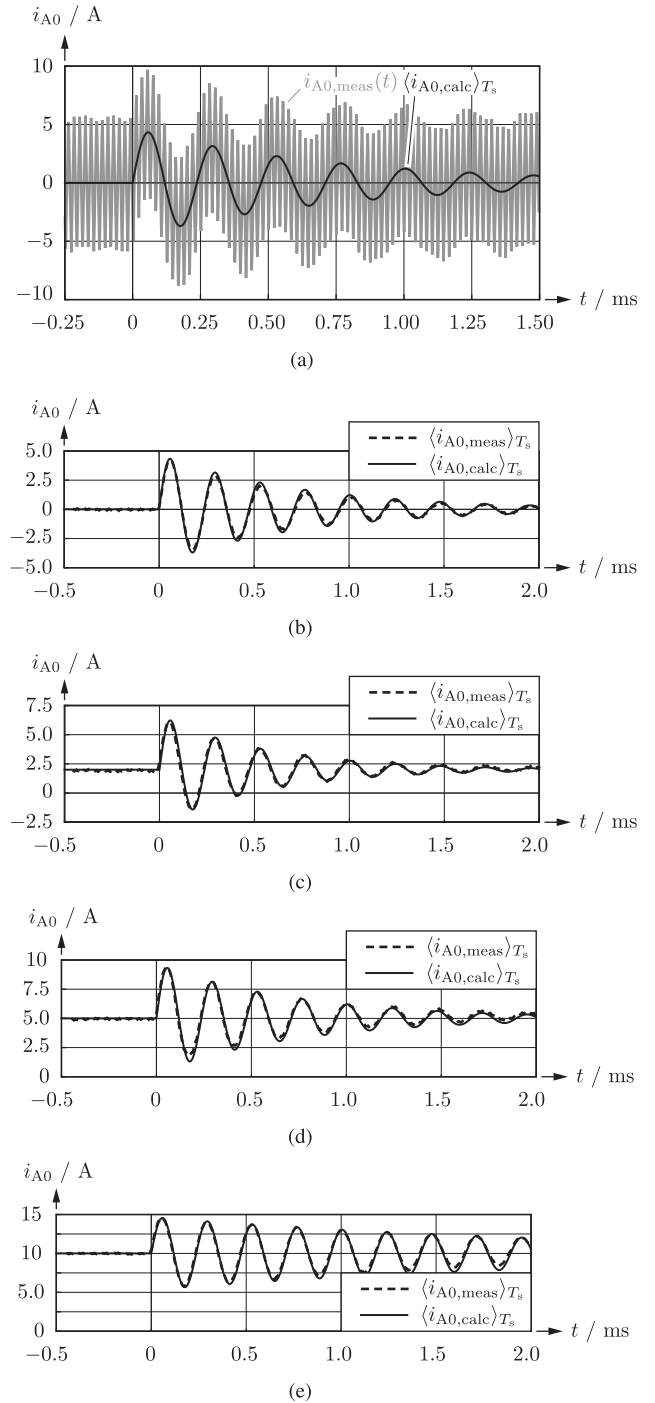 i_A0 / A
10
i_A0,meas(t) ⟨i_A0,calc⟩_Ts
5
0
−5
−10
−0.25 0 0.25 0.50 0.75 1.00 1.25 1.50 t / ms
(a)
i_A0 / A
5.0 ⟨i_A0,meas⟩_Ts
2.5 ⟨i_A0,calc⟩_Ts
0
−2.5
−5.0
−0.5 0 0.5 1.0 1.5 2.0 t / ms
(b)
i_A0 / A
7.5 ⟨i_A0,meas⟩_Ts
5.0 ⟨i_A0,calc⟩_Ts
2.5
0
−2.5
−0.5 0 0.5 1.0 1.5 2.0 t / ms
(c)
i_A0 / A
10 ⟨i_A0,meas⟩_Ts
7.5 ⟨i_A0,calc⟩_Ts
5.0
2.5
0
−0.5 0 0.5 1.0 1.5 2.0 t / ms
(d)
i_A0 / A
15
10
5.0 ⟨i_A0,meas⟩_Ts
⟨i_A0,calc⟩_Ts
0
−0.5 0 0.5 1.0 1.5 2.0 t / ms
(e)